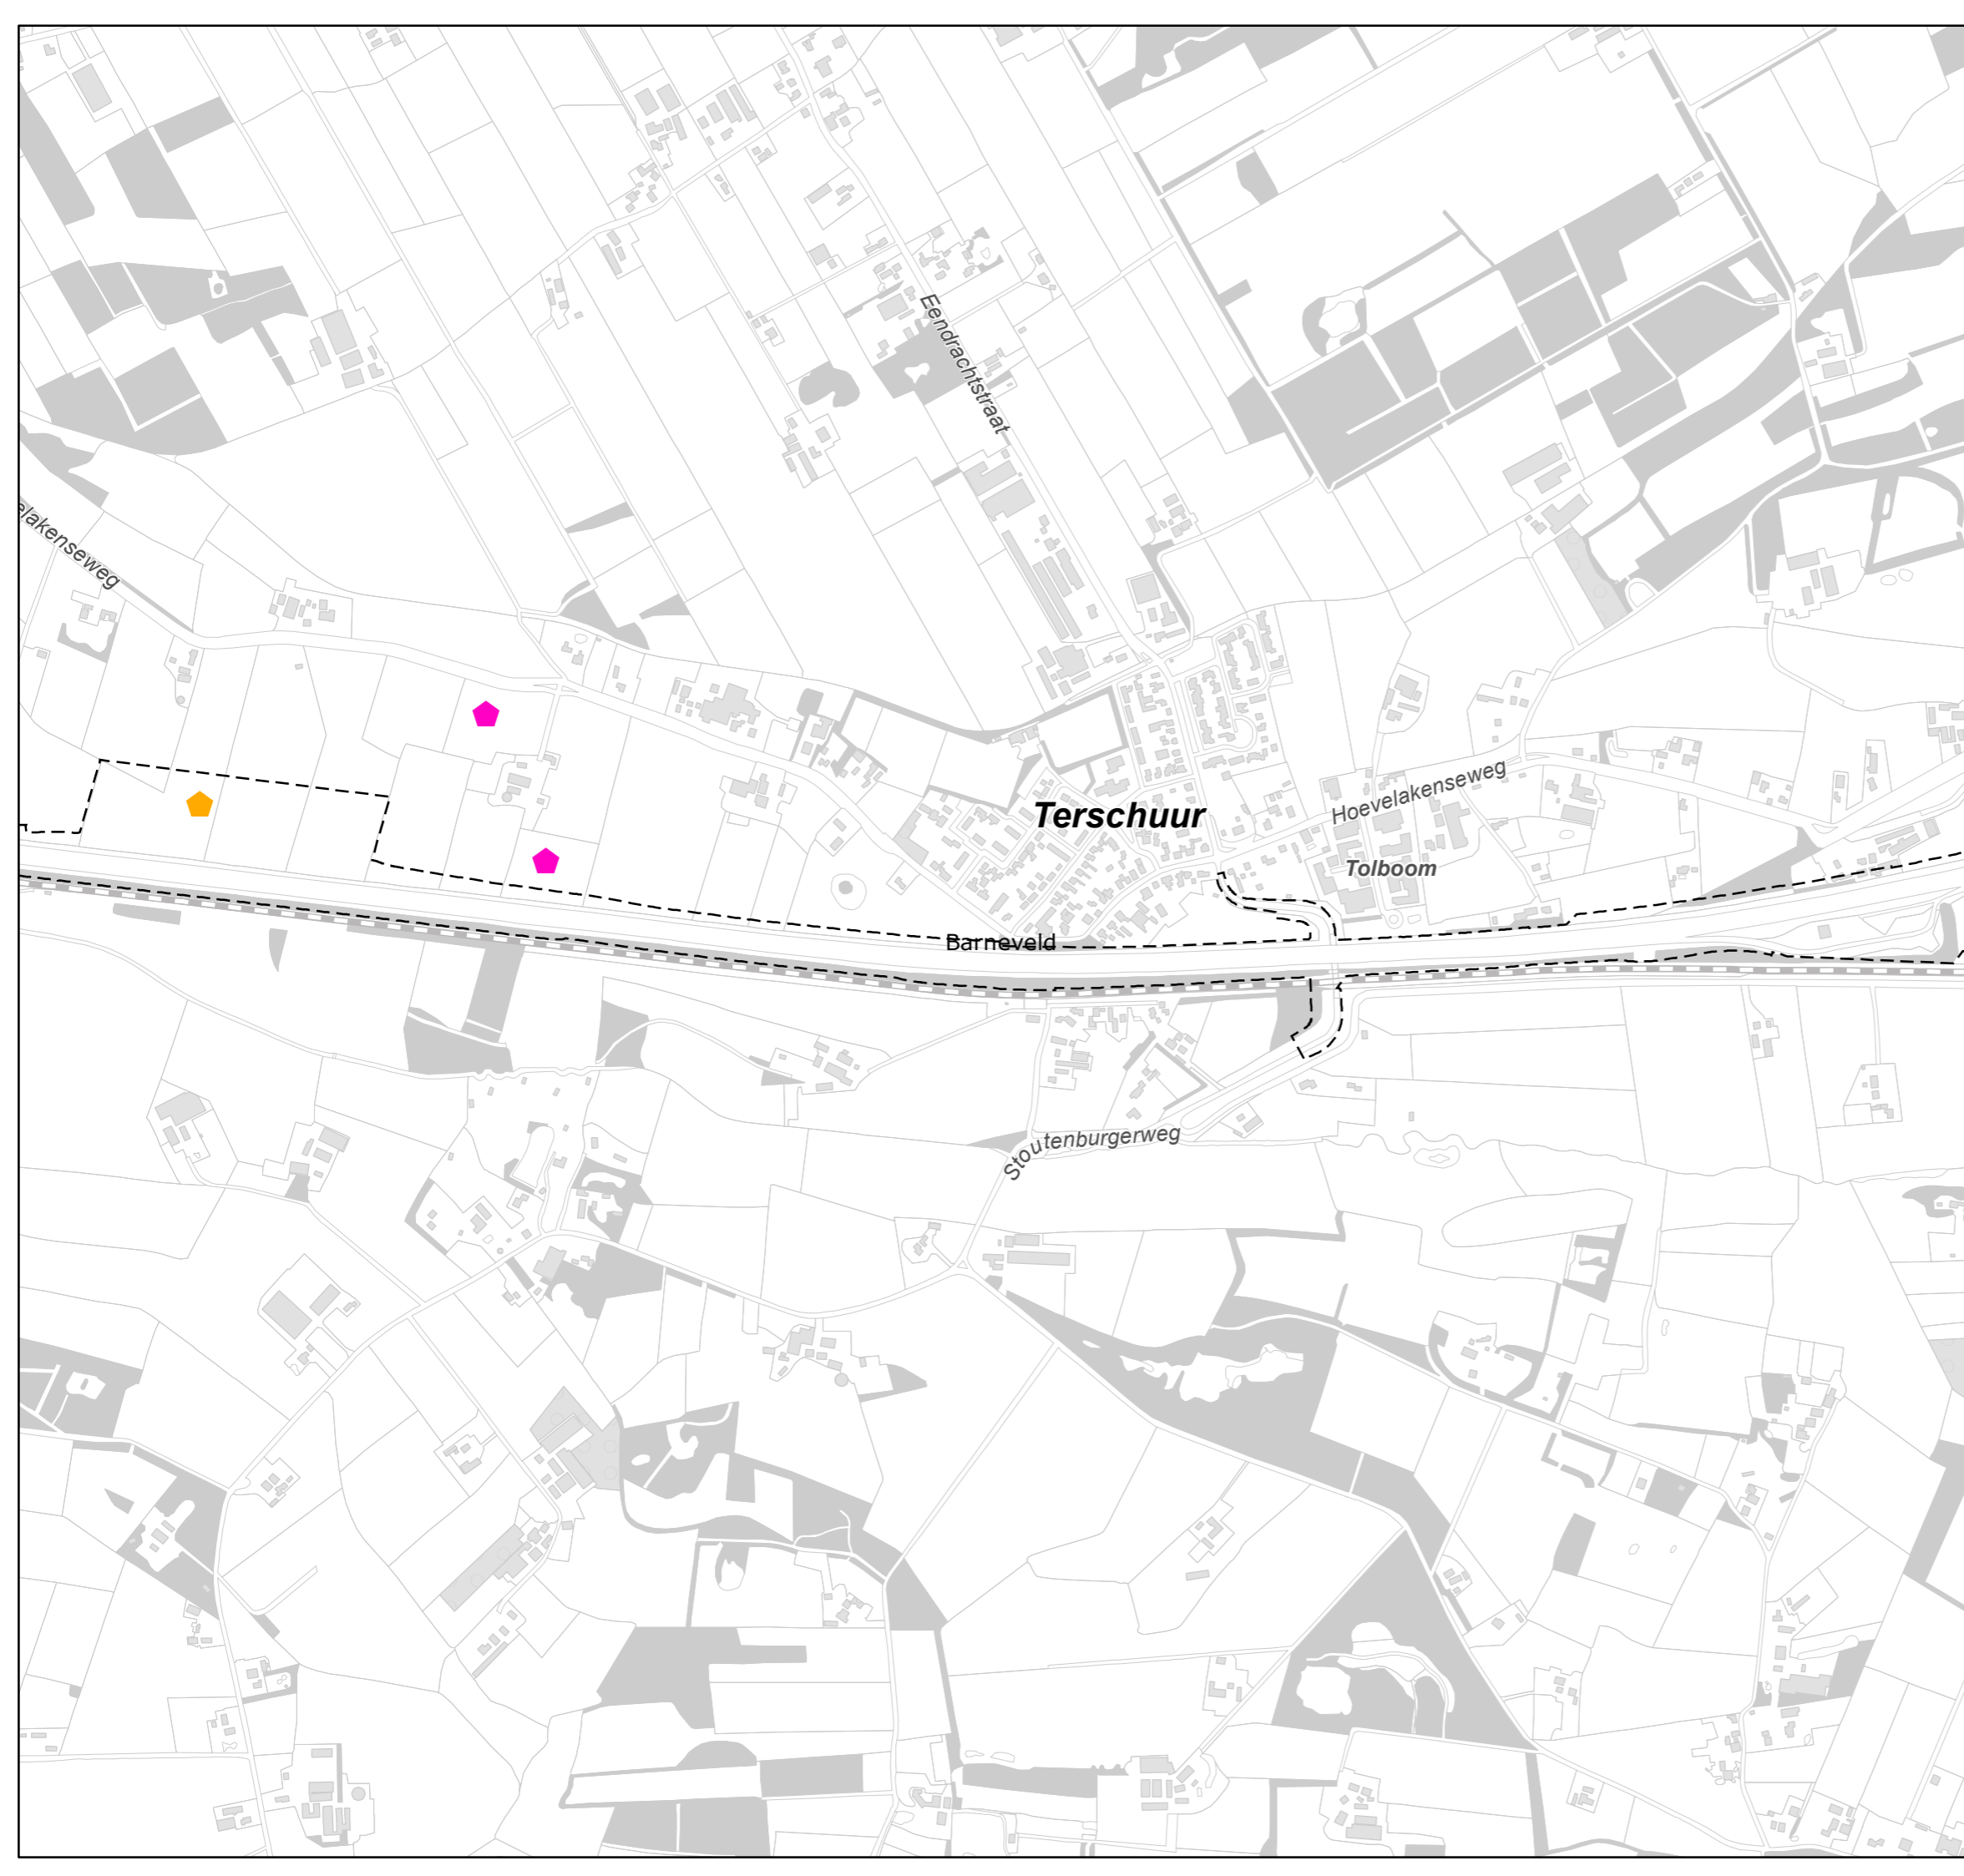 Eendrachtstraat
elakenseweg
Hoevelakenseweg
Terschuur
Tolboom
Barneveld
Stoutenburgerweg